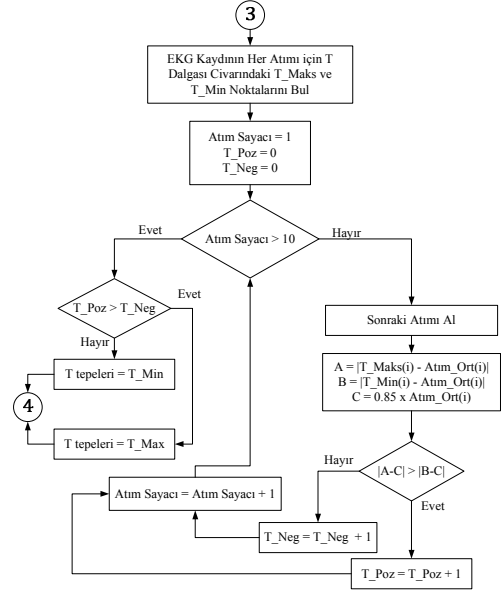 3
EKG Kaydının Her Atımı için T
Dalgası Civarındaki T_Maks ve
T_Min Noktalarını Bul
Atım Sayacı = 1
T_Poz = 0
T_Neg = 0
Atım Sayacı > 10
Evet
Hayır
T_Poz > T_Neg
Evet
Hayır
T tepeleri = T_Min
4
T tepeleri = T_Max
Sonraki Atımı Al
A = |T_Maks(i) - Atım_Ort(i)|
B = |T_Min(i) - Atım_Ort(i)|
C = 0.85 x Atım_Ort(i)
|A-C| > |B-C|
Hayır
Evet
Atım Sayacı = Atım Sayacı + 1
T_Neg = T_Neg + 1
T_Poz = T_Poz + 1